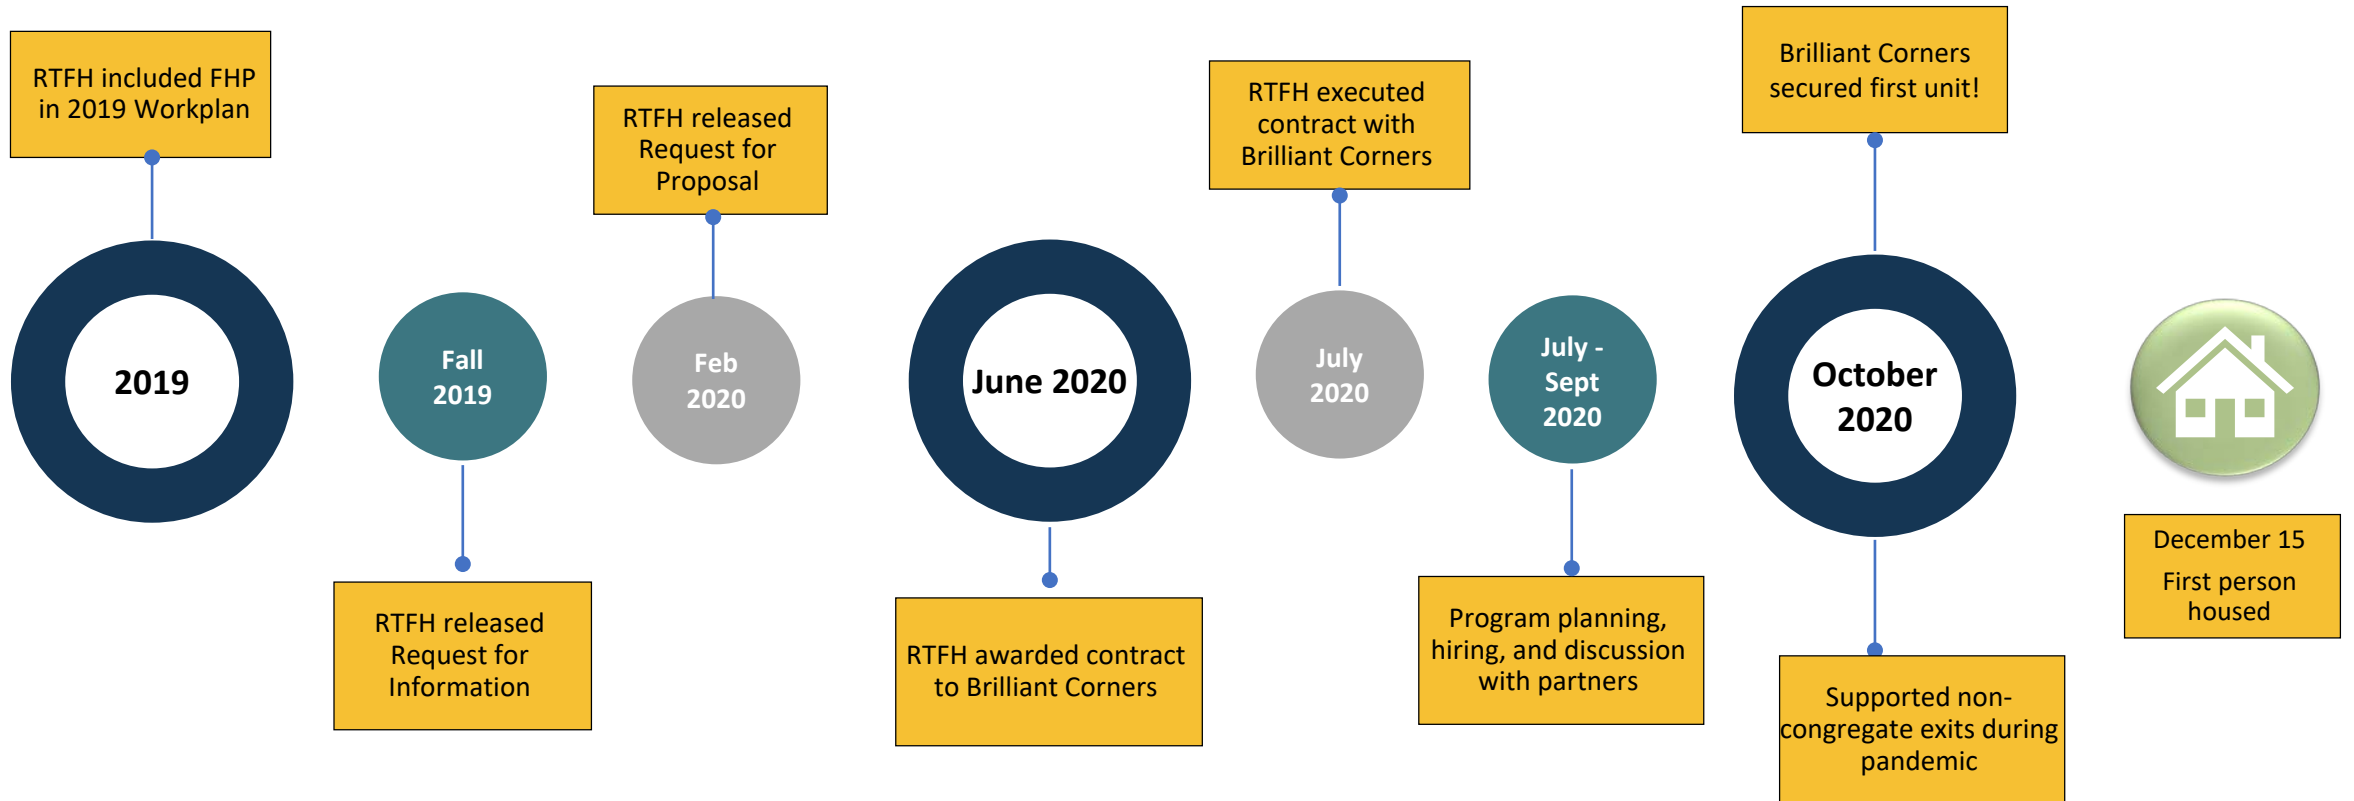 RTFH included FHP
in 2019 Workplan
2019
Fall
2019
RTFH released
Request for
Information
RTFH released
Request for
Proposal
Feb
2020
June 2020
RTFH awarded contract
to Brilliant Corners
RTFH executed
contract with
Brilliant Corners
July
2020
July -
Sept
2020
Program planning,
hiring, and discussion
with partners
Brilliant Corners
secured first unit!
October
2020
Supported non-
congregate exits during
pandemic
December 15
First person
housed